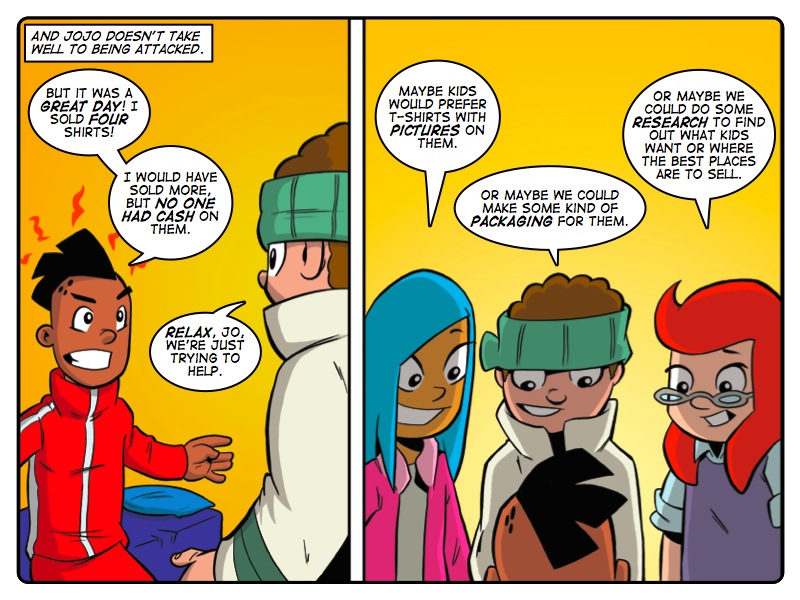 AND JOJO DOESN'T TAKE
WELL TO BEING ATTACKED.
BUT IT WAS A
GREAT DAY! I
SOLD FOUR
SHIRTS!
I WOULD HAVE
SOLD MORE,
BUT NO ONE
HAD CASH ON
THEM.
RELAX, JO,
WE'RE JUST
TRYING TO
HELP.
MAYBE KIDS
WOULD PREFER
T-SHIRTS WITH
PICTURES ON
THEM.
OR MAYBE WE COULD
MAKE SOME KIND OF
PACKAGING FOR THEM.
OR MAYBE WE
COULD DO SOME
RESEARCH TO FIND
OUT WHAT KIDS
WANT OR WHERE
THE BEST PLACES
ARE TO SELL.